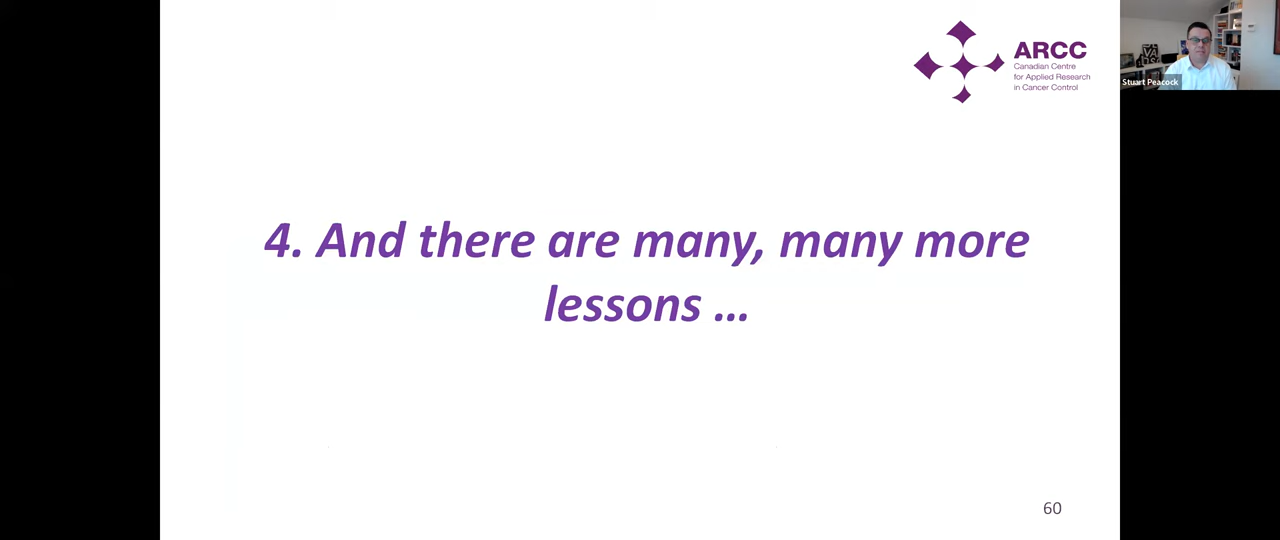 ARCC
Canadian Centre
for Applied Research
in Cancer Control
Stuart Peacock
4. And there are many, many more
lessons ...
60